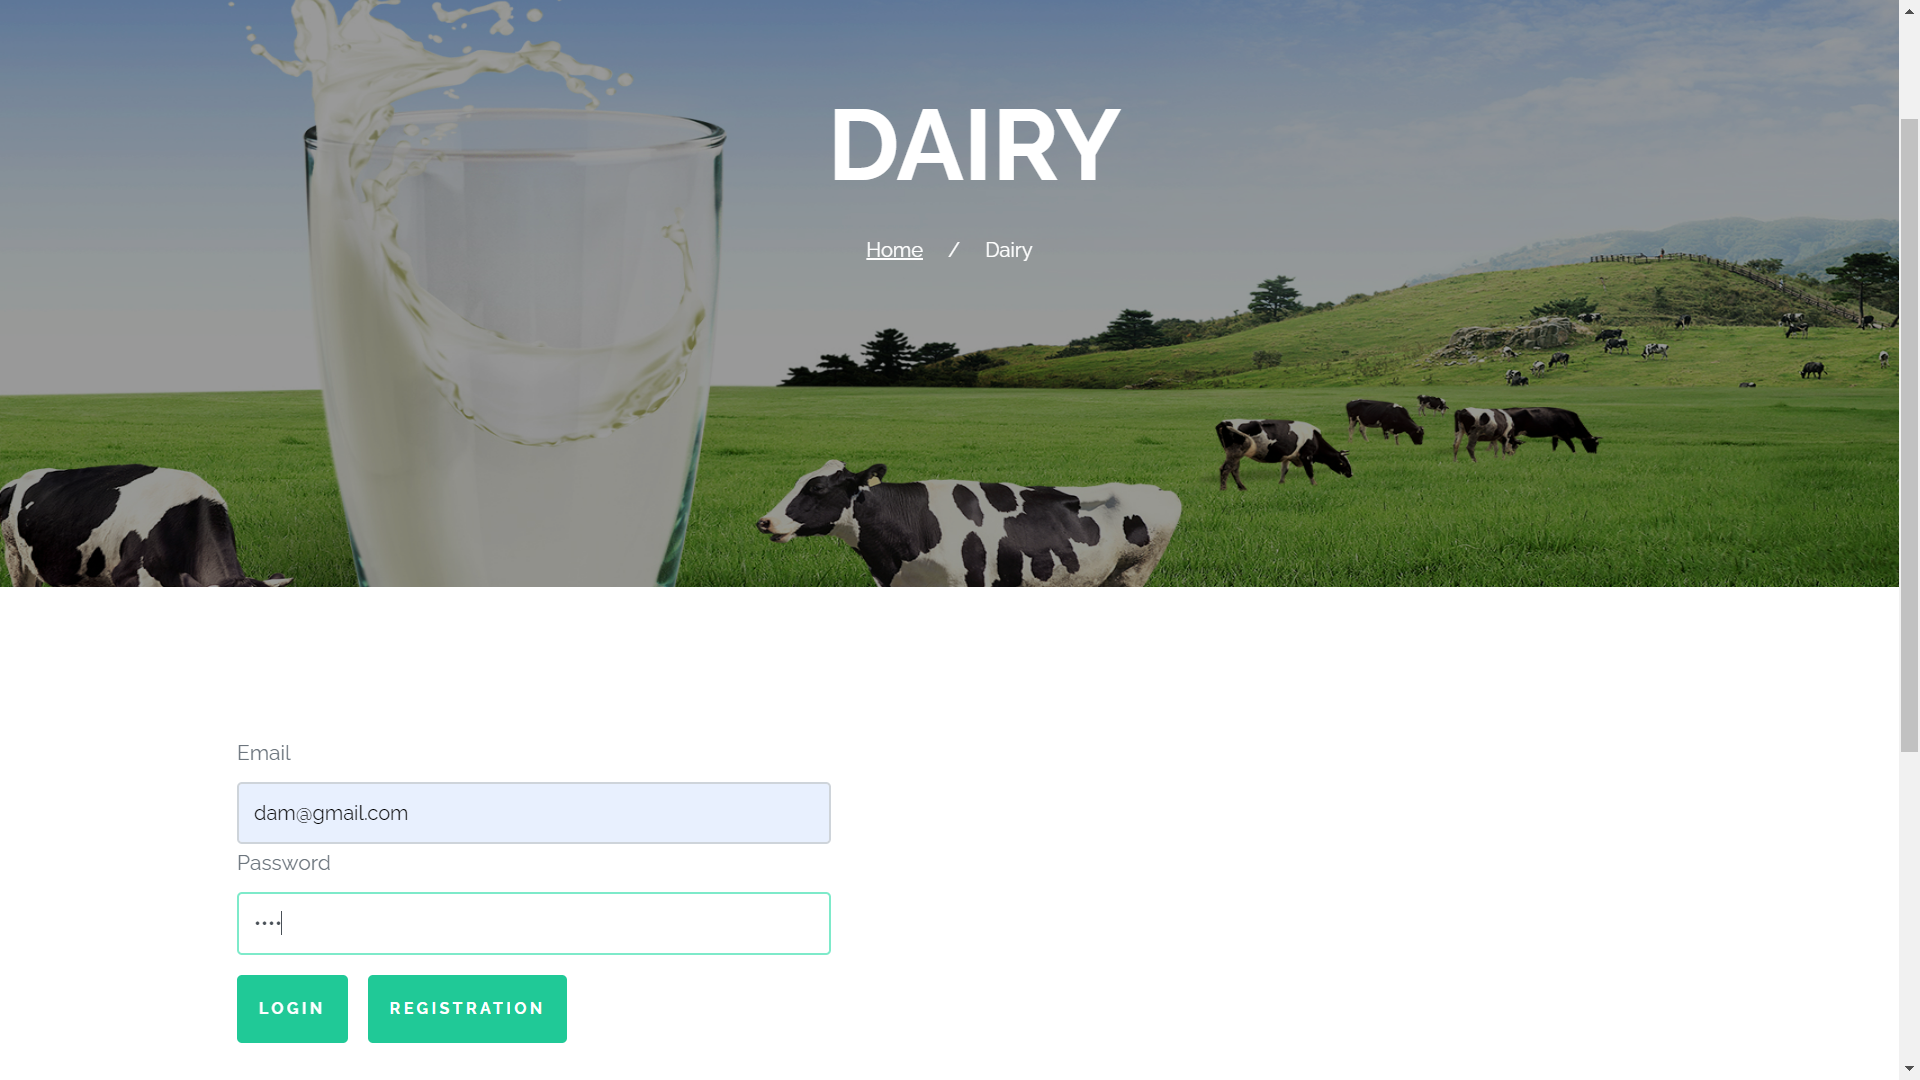 DAIRY
Home / Dairy
Email
dam@gmail.com
Password
••••
LOGIN REGISTRATION